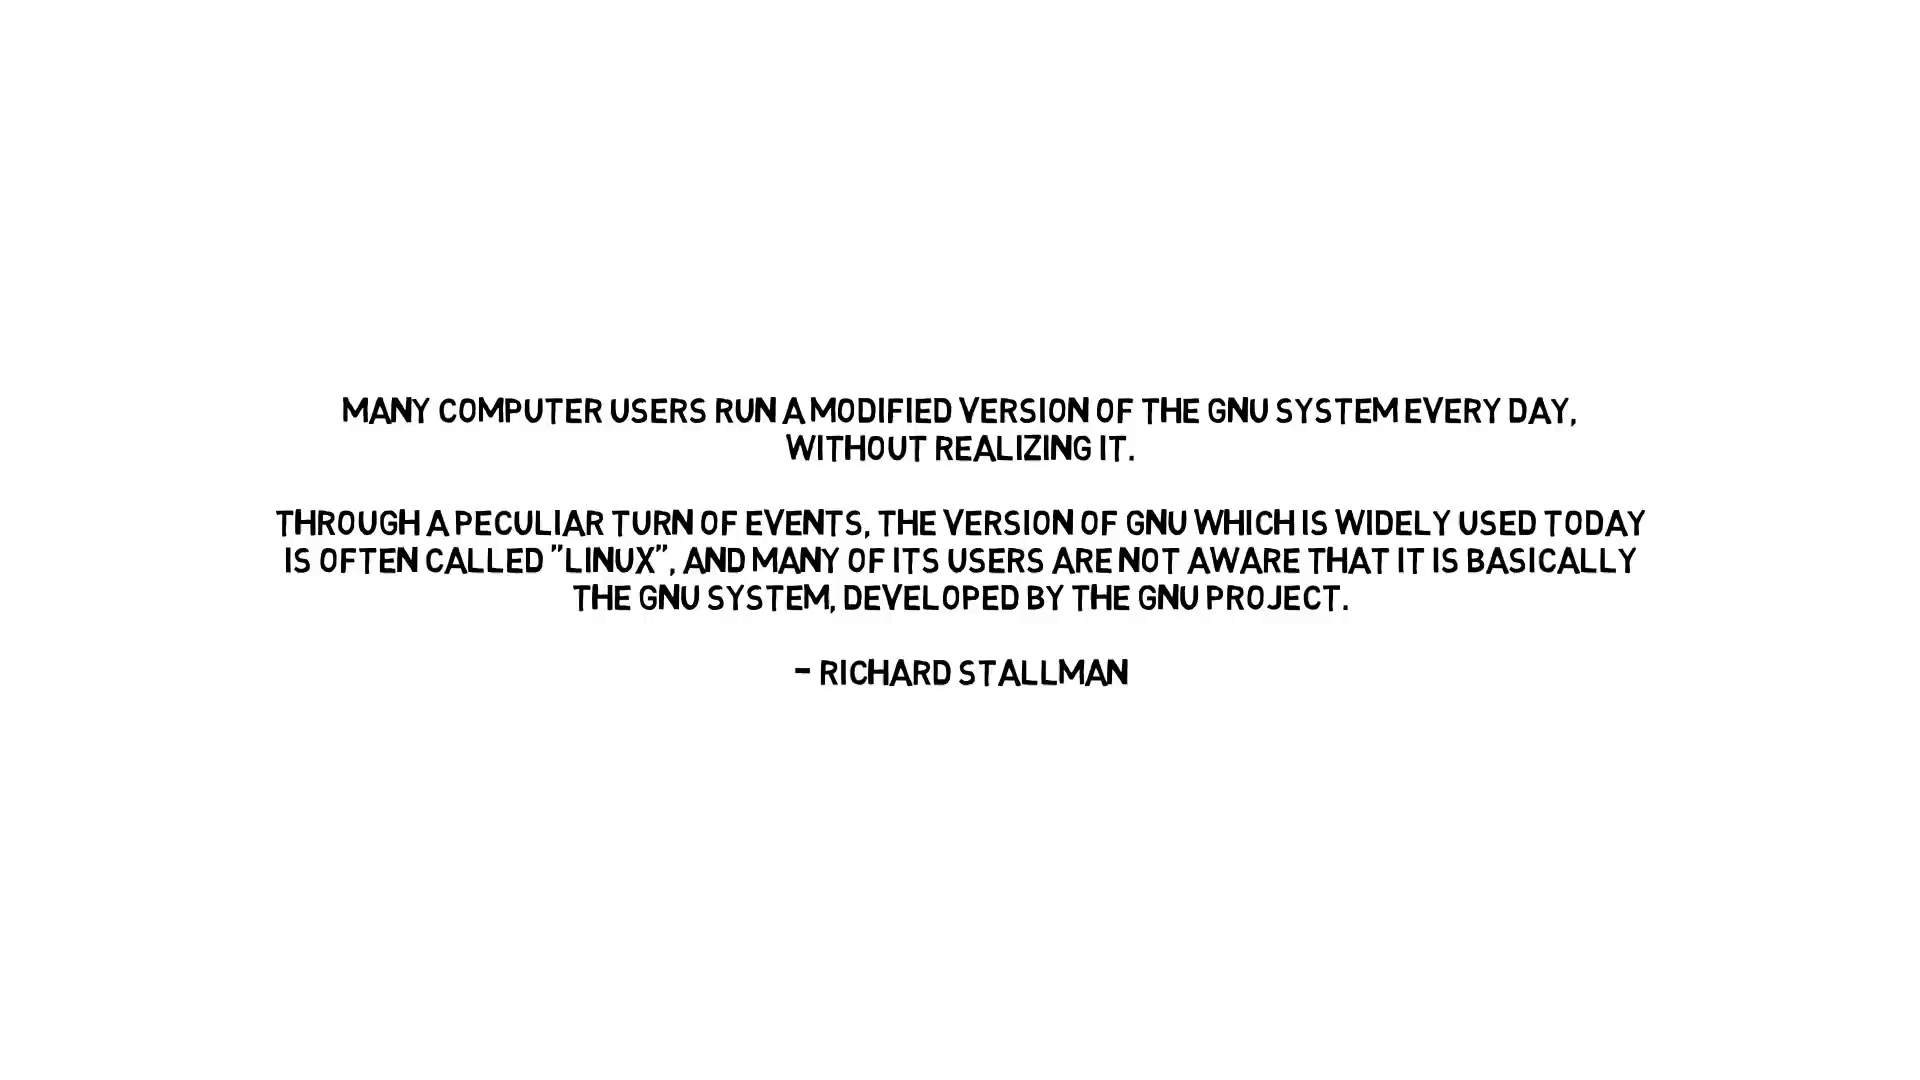 MANY COMPUTER USERS RUN A MODIFIED VERSION OF THE GNU SYSTEM EVERY DAY,
WITHOUT REALIZING IT.
THROUGH A PECULIAR TURN OF EVENTS, THE VERSION OF GNU WHICH IS WIDELY USED TODAY
IS OFTEN CALLED "LINUX", AND MANY OF ITS USERS ARE NOT AWARE THAT IT IS BASICALLY
THE GNU SYSTEM, DEVELOPED BY THE GNU PROJECT.
- RICHARD STALLMAN